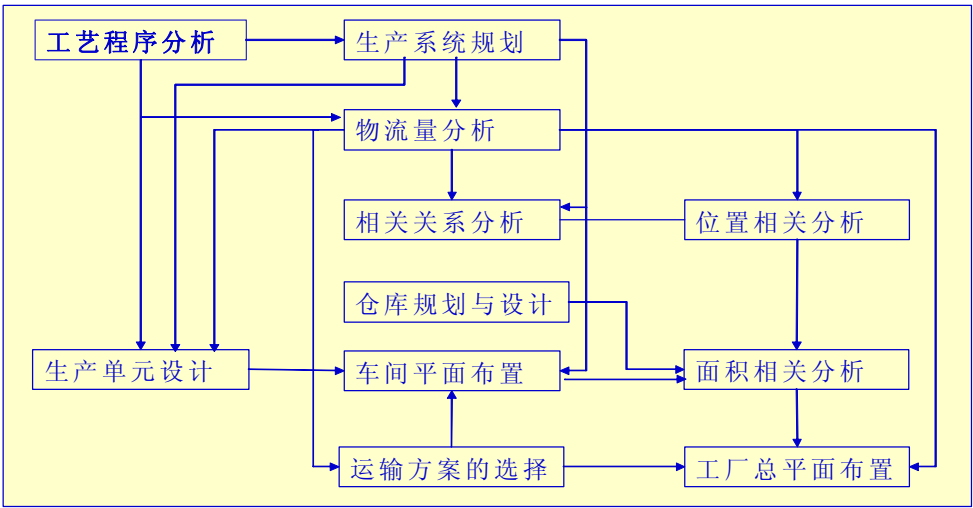 工艺程序分析
生产系统规划
物流量分析
相关关系分析
位置相关分析
仓库规划与设计
生产单元设计
车间平面布置
面积相关分析
运输方案的选择
工厂总平面布置